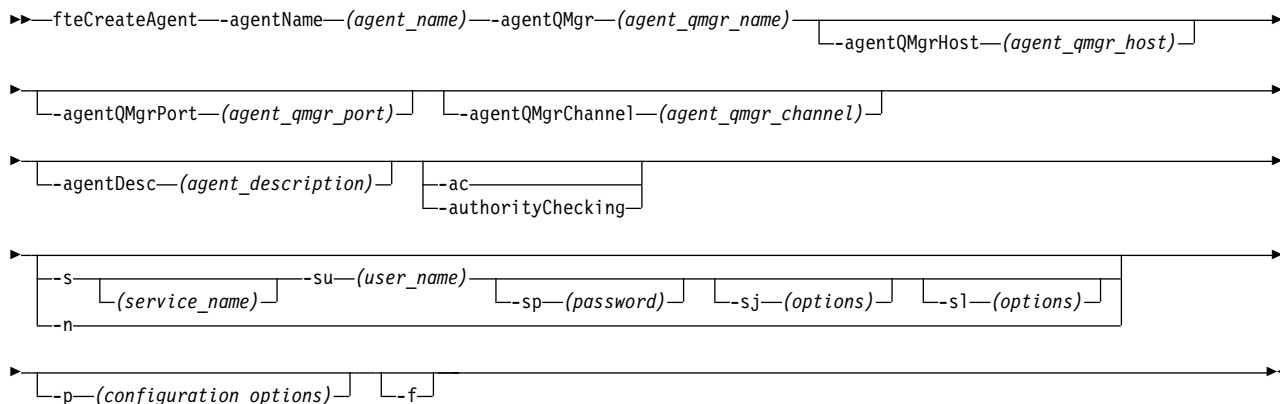 fteCreateAgent -agentName (agent_name) -agentQMgr (agent_qmgr_name)
-agentQMgrHost (agent_qmgr_host)
-agentQMgrPort (agent_qmgr_port) -agentQMgrChannel (agent_qmgr_channel)
-agentDesc (agent_description) -ac
-authorityChecking
-s -su (user_name)
(service_name) -sp (password) -sj (options) -sl (options)
-n
-p (configuration options) -f